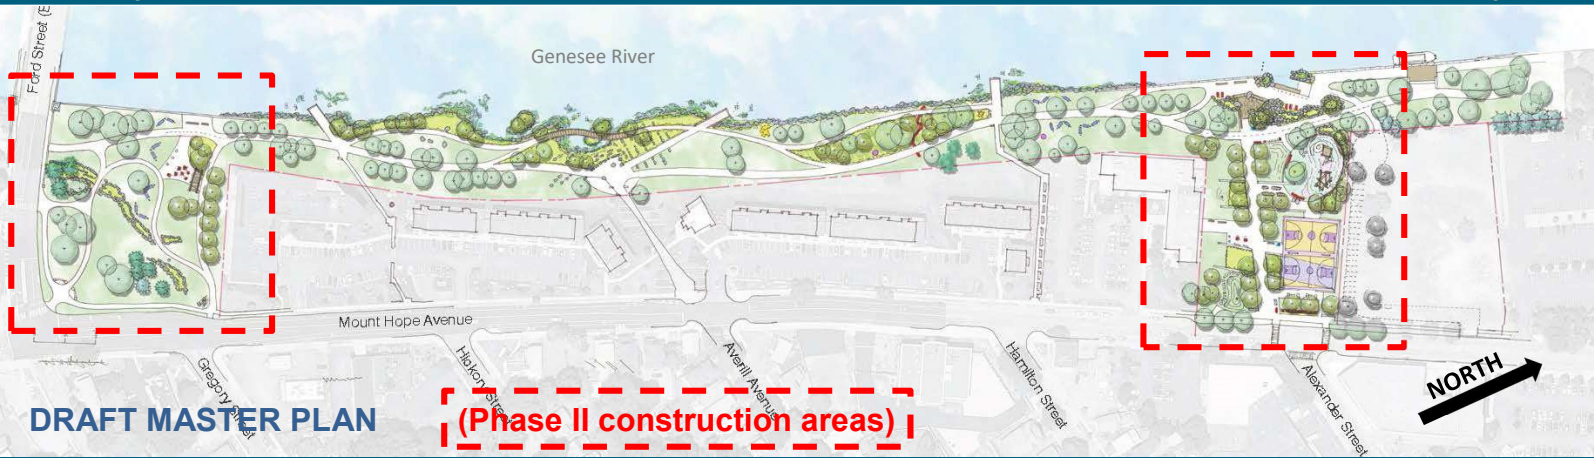 Ford Street (E
Genesee River
Mount Hope Avenue
Gregory Street
Hickory Street
Averill Avenue
Hamilton Street
Alexander Street
NORTH
DRAFT MASTER PLAN
(Phase II construction areas)